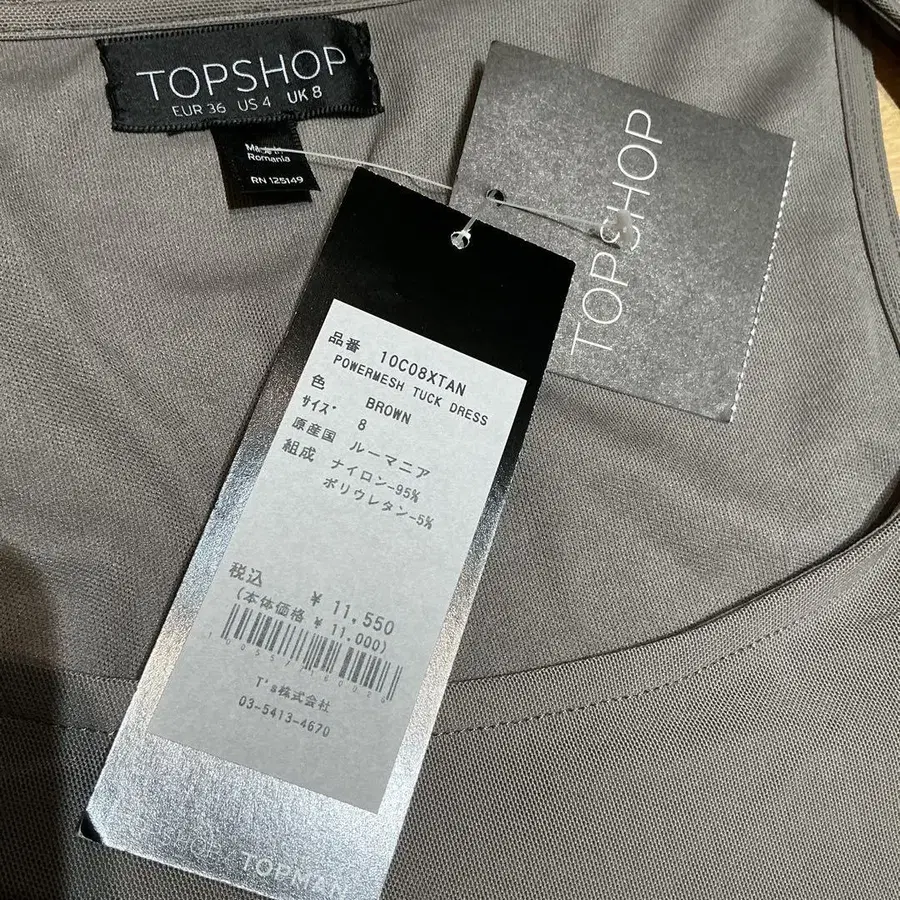 TOPSHOP
EUR 36 US 4 UK 8
Made in
Romania
RN 125149
TOPSHOP
品番 10C08XTAN
POWERMESH TUCK DRESS
色 BROWN
サイズ 8
原産国 ルーマニア
組成 ナイロン-95%
ポリウレタン-5%
税込 ¥ 11,550
(本体価格 ¥ 11,000)
T's株式会社
03-5413-4670
TOPMAN